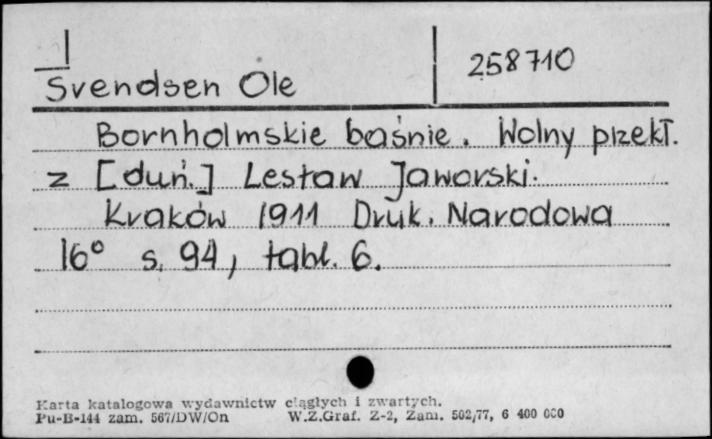 258710
Svendsen Ole
Bornholmskie baśnie. Wolny przekł.
z [duń.] Lesław Jaworski.
Kraków 1911 Druk. Narodowa
16° s. 94, tabl. 6.
Karta katalogowa wydawnictw ciągłych i zwartych.
Pu-B-144 zam. 567/DW/On W.Z.Graf. Z-2, Zam. 502/77, 6 400 000